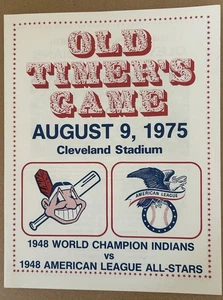 OLD
TIMER'S
GAME
AUGUST 9, 1975
Cleveland Stadium
AMERICAN LEAGUE
1948 WORLD CHAMPION INDIANS
VS
1948 AMERICAN LEAGUE ALL-STARS